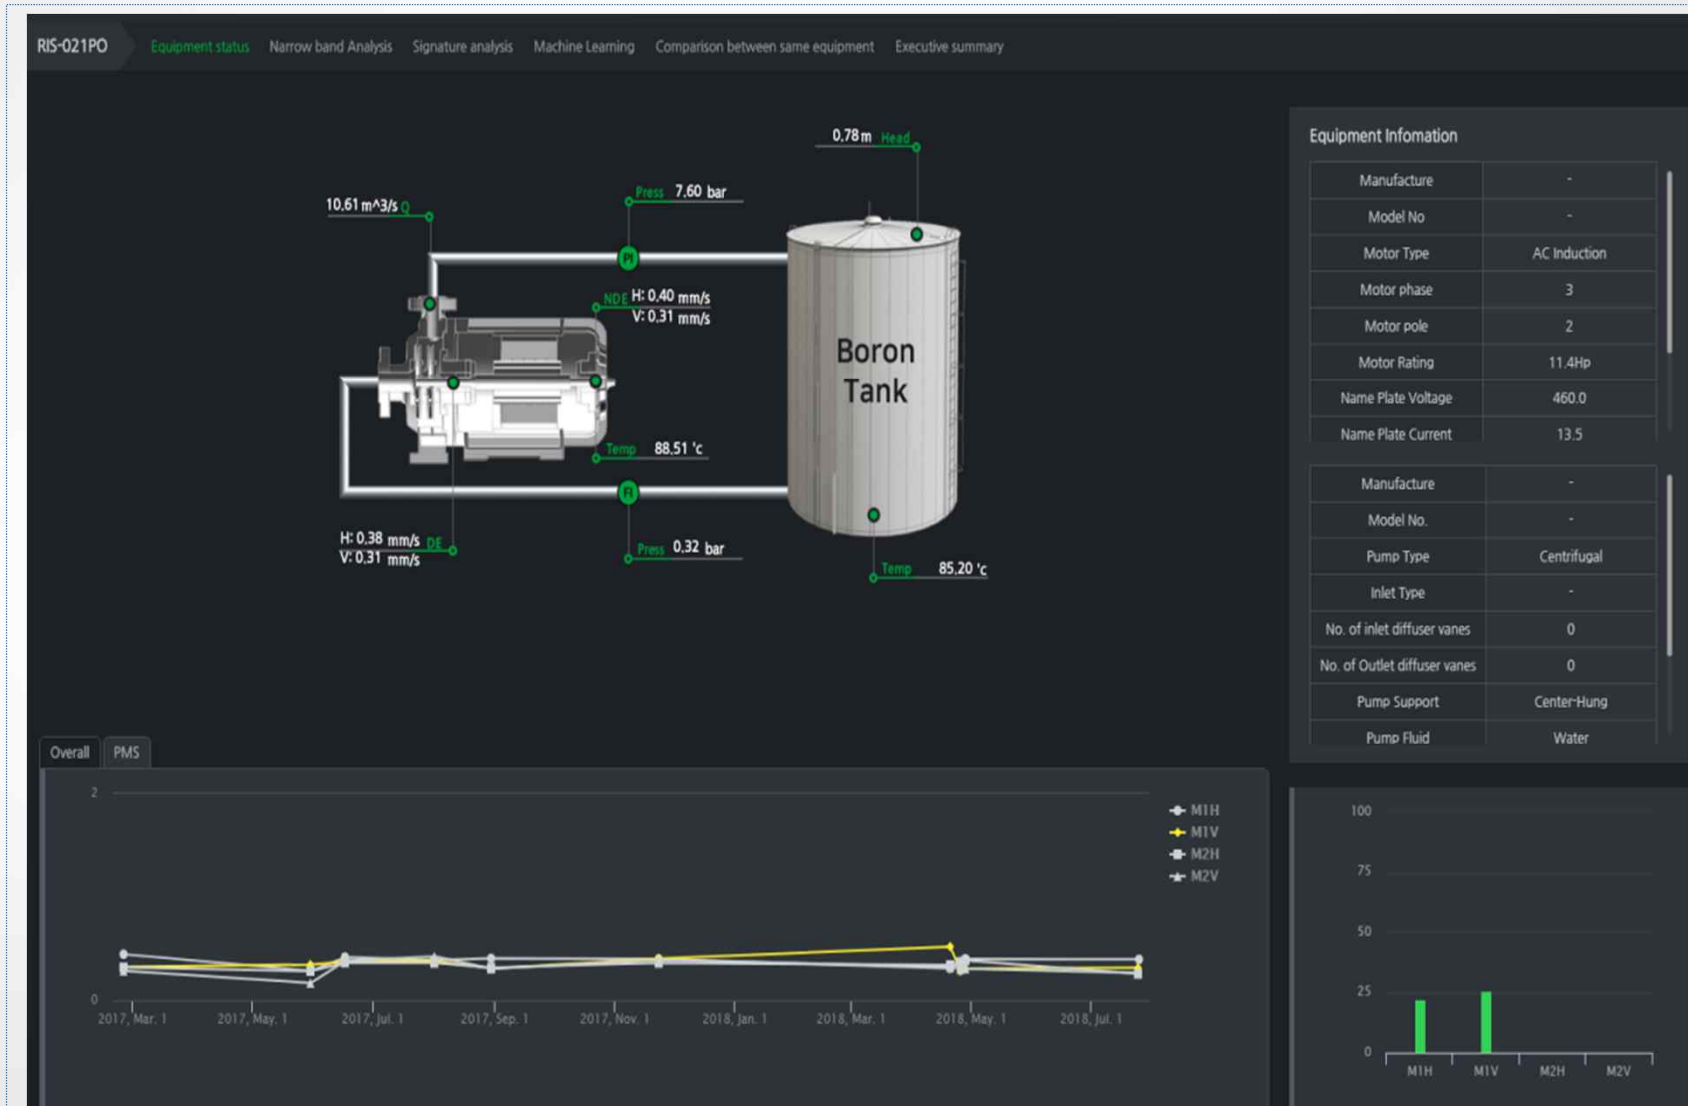 RIS-021PO Equipment status Narrow band Analysis Signature analysis Machine Learning Comparison between same equipment Executive summary
0.78 m Head
Press 7.60 bar
10.61 m^3/s Q
PI
NDE H: 0.40 mm/s
V: 0.31 mm/s
Boron
Tank
Temp 88.51 'c
H: 0.38 mm/s DE
V: 0.31 mm/s
Press 0.32 bar
Temp 85.20 'c
Equipment Infomation
Manufacture -
Model No -
Motor Type AC Induction
Motor phase 3
Motor pole 2
Motor Rating 11.4Hp
Name Plate Voltage 460.0
Name Plate Current 13.5
Manufacture -
Model No. -
Pump Type Centrifugal
Inlet Type -
No. of inlet diffuser vanes 0
No. of Outlet diffuser vanes 0
Pump Support Center-Hung
Pump Fluid Water
Overall PMS
2
0
2017, Mar. 1 2017, May. 1 2017, Jul. 1 2017, Sep. 1 2017, Nov. 1 2018, Jan. 1 2018, Mar. 1 2018, May. 1 2018, Jul. 1
M1H
M1V
M2H
M2V
100
75
50
25
0
M1H M1V M2H M2V